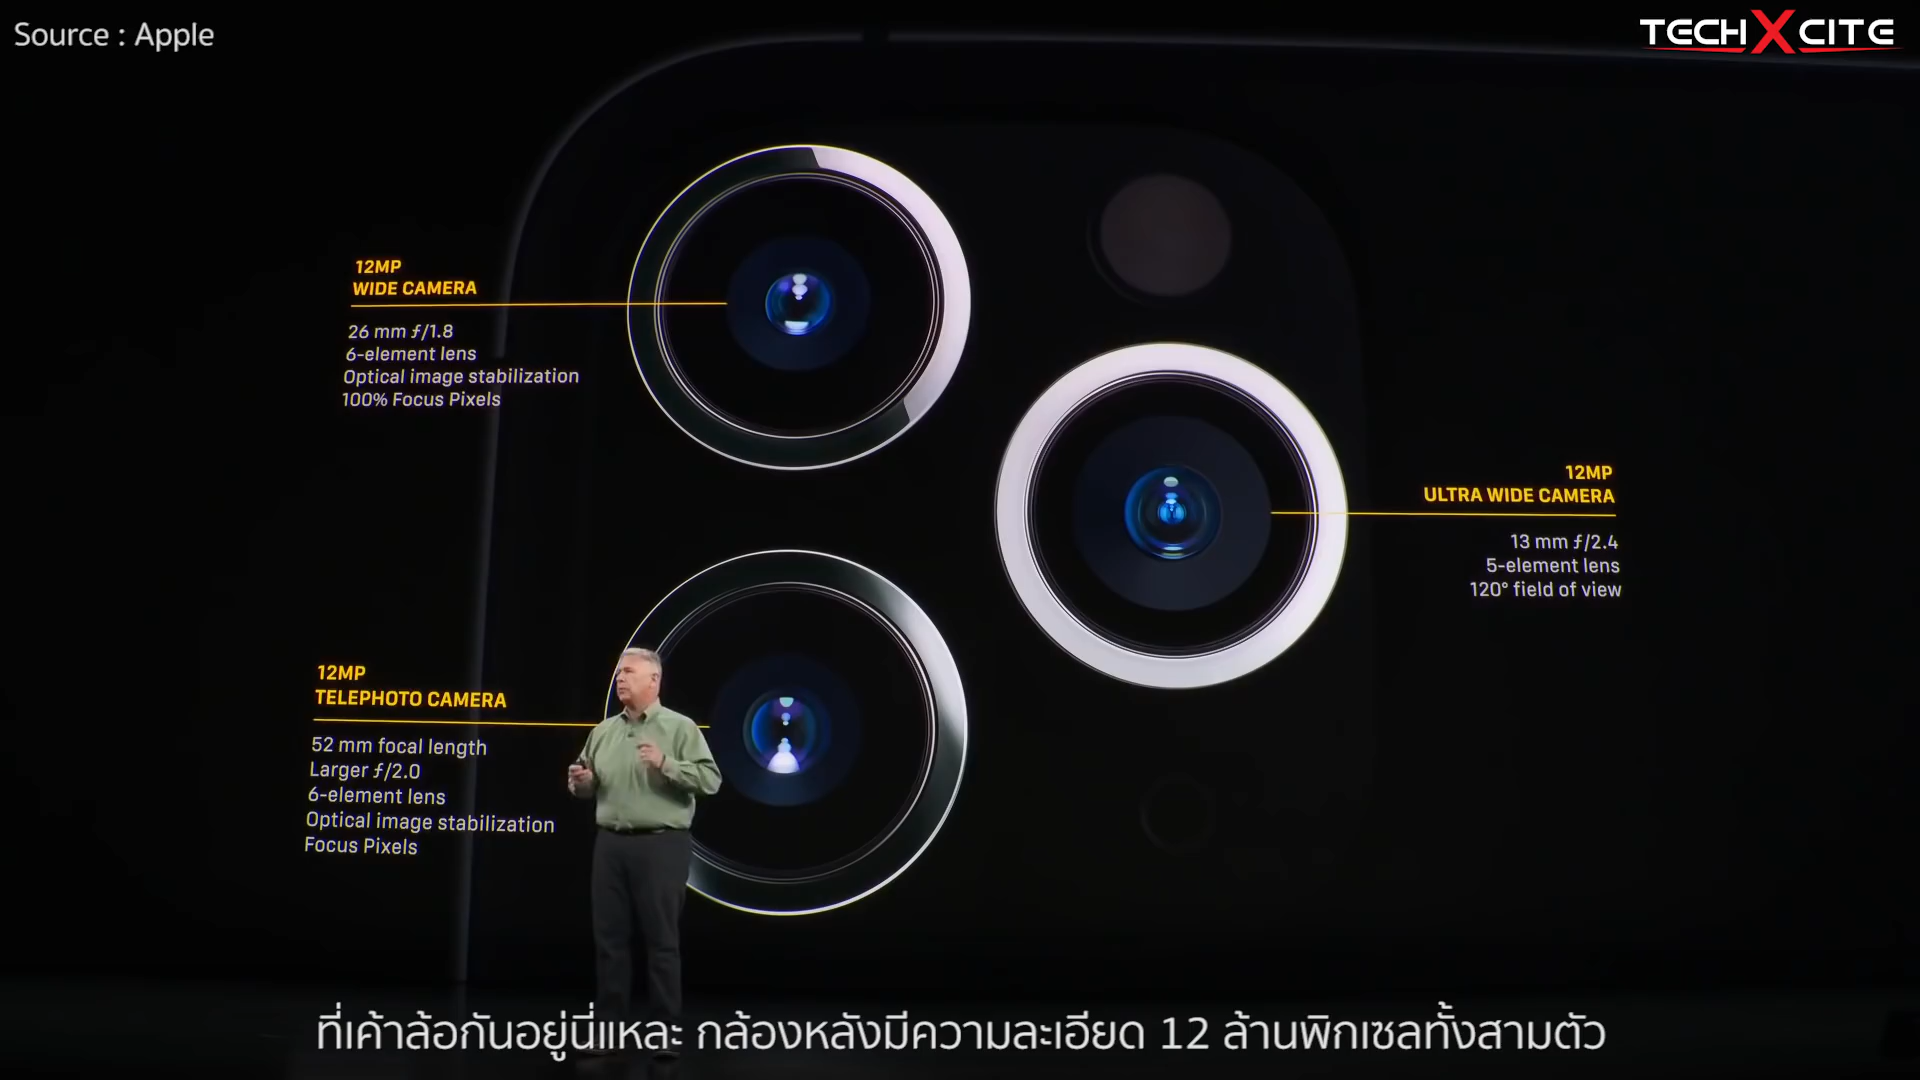 Source : Apple
TECHXCITE
12MP
WIDE CAMERA
26 mm ƒ/1.8
6-element lens
Optical image stabilization
100% Focus Pixels
12MP
ULTRA WIDE CAMERA
13 mm ƒ/2.4
5-element lens
120° field of view
12MP
TELEPHOTO CAMERA
52 mm focal length
Larger ƒ/2.0
6-element lens
Optical image stabilization
Focus Pixels
ที่เค้าล้อกันอยู่นี่แหละ กล้องหลังมีความละเอียด 12 ล้านพิกเซลทั้งสามตัว